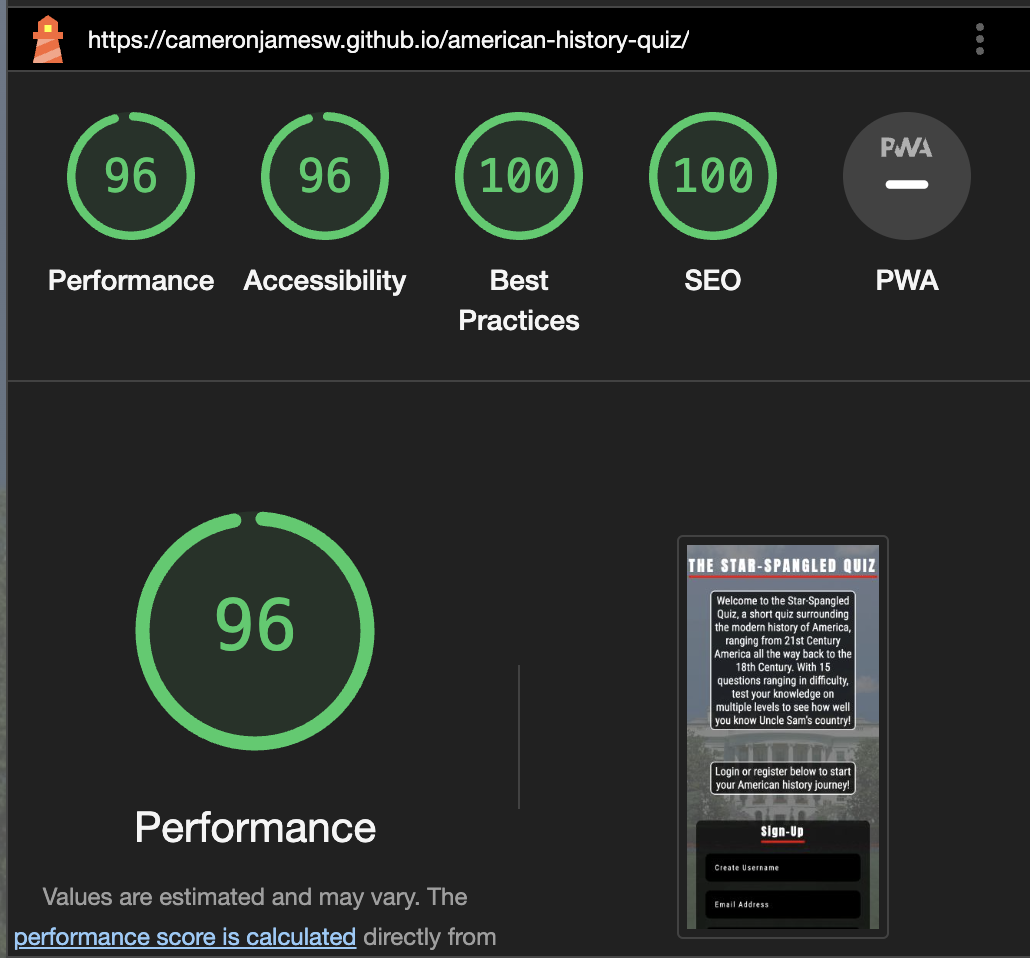 https://cameronjamesw.github.io/american-history-quiz/
96
96
100
100
PWA
Performance
Accessibility
Best
Practices
SEO
PWA
96
Performance
Values are estimated and may vary. The
performance score is calculated directly from
THE STAR-SPANGLED QUIZ
Welcome to the Star-Spangled
Quiz, a short quiz surrounding
the modern history of America,
ranging from 21st Century
America all the way back to the
18th Century. With 15
questions ranging in difficulty,
test your knowledge on
multiple levels to see how well
you know Uncle Sam's country!
Login or register below to start
your American history journey!
Sign-Up
Create Username
Email Address